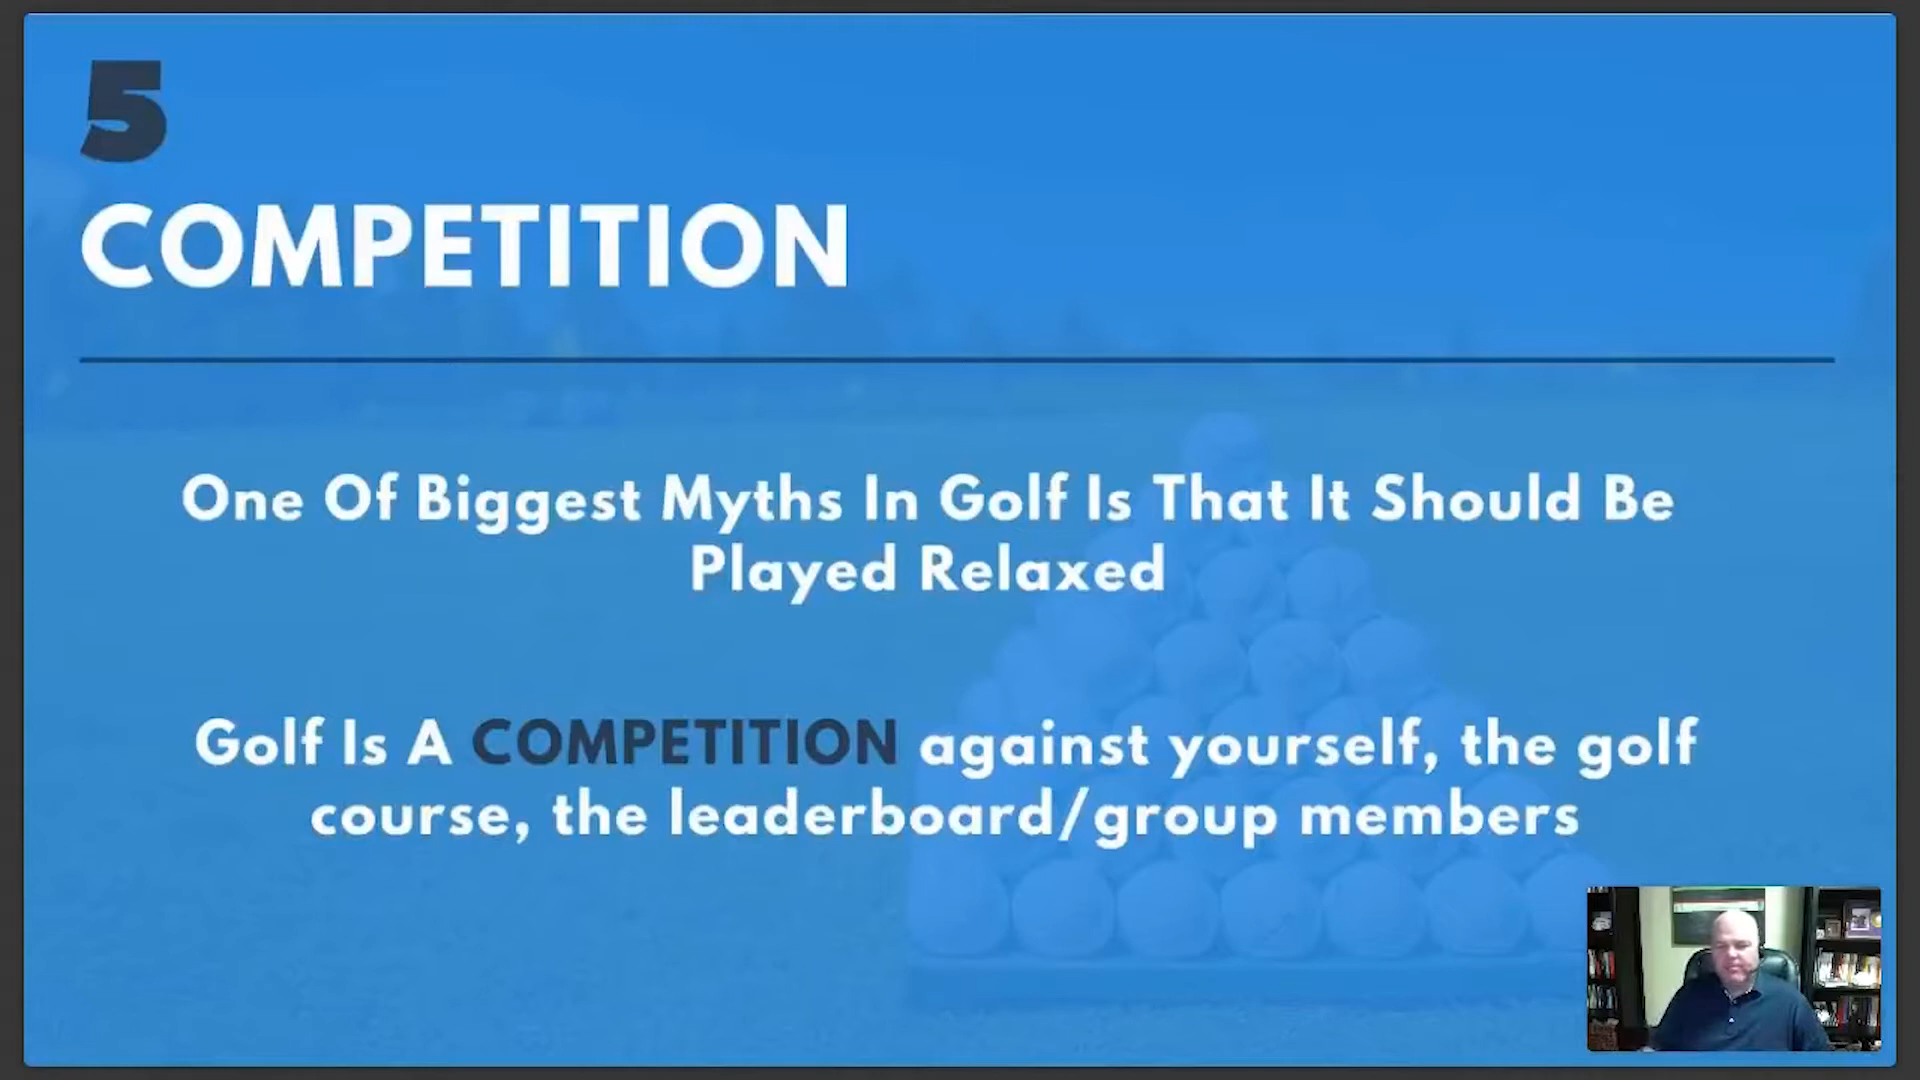 5
COMPETITION
One Of Biggest Myths In Golf Is That It Should Be
Played Relaxed
Golf Is A COMPETITION against yourself, the golf
course, the leaderboard/group members